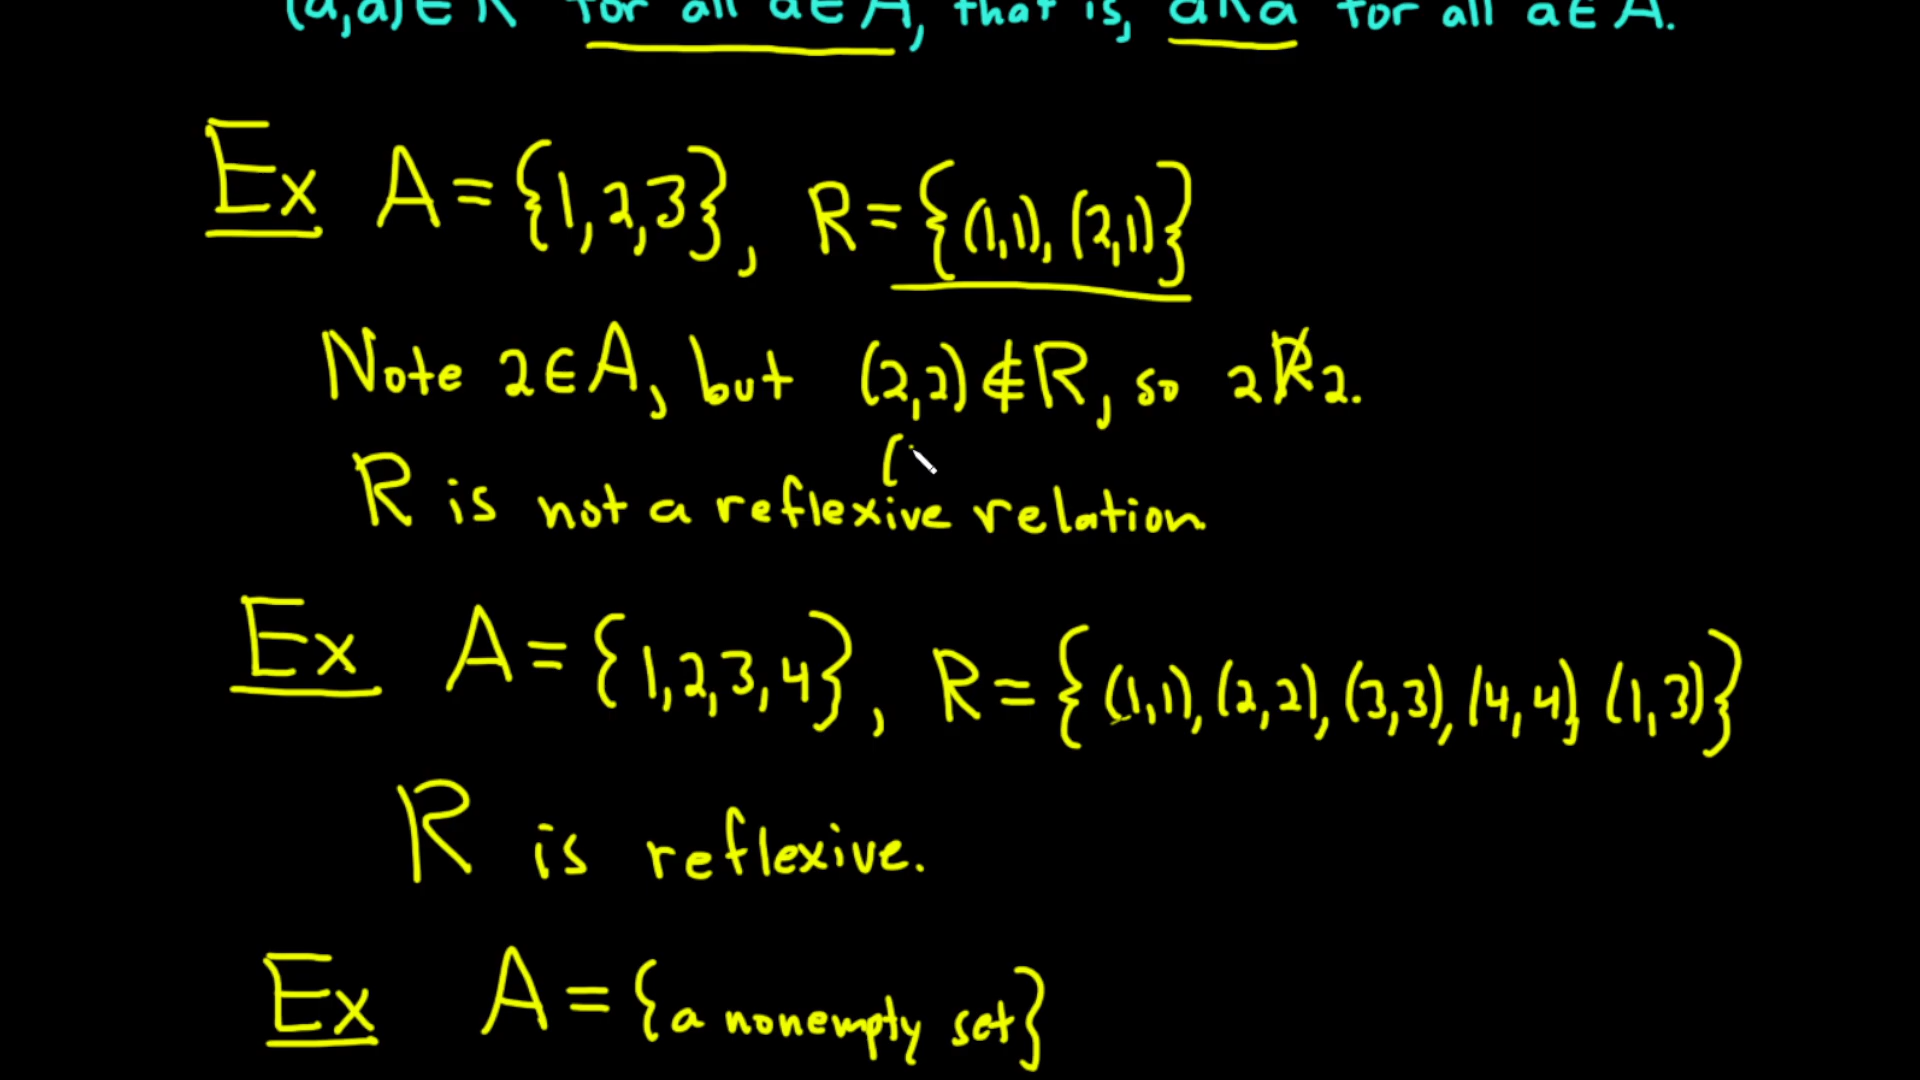 (a,a)∈R for all a∈A, that is, aRa for all a∈A.
Ex A={1,2,3}, R={(1,1),(2,1)}
Note 2∈A, but (2,2)∉R, so 2R̸2.
(
R is not a reflexive relation.
Ex A={1,2,3,4}, R={(1,1),(2,2),(3,3),(4,4),(1,3)}
R is reflexive.
Ex A={a nonempty set}